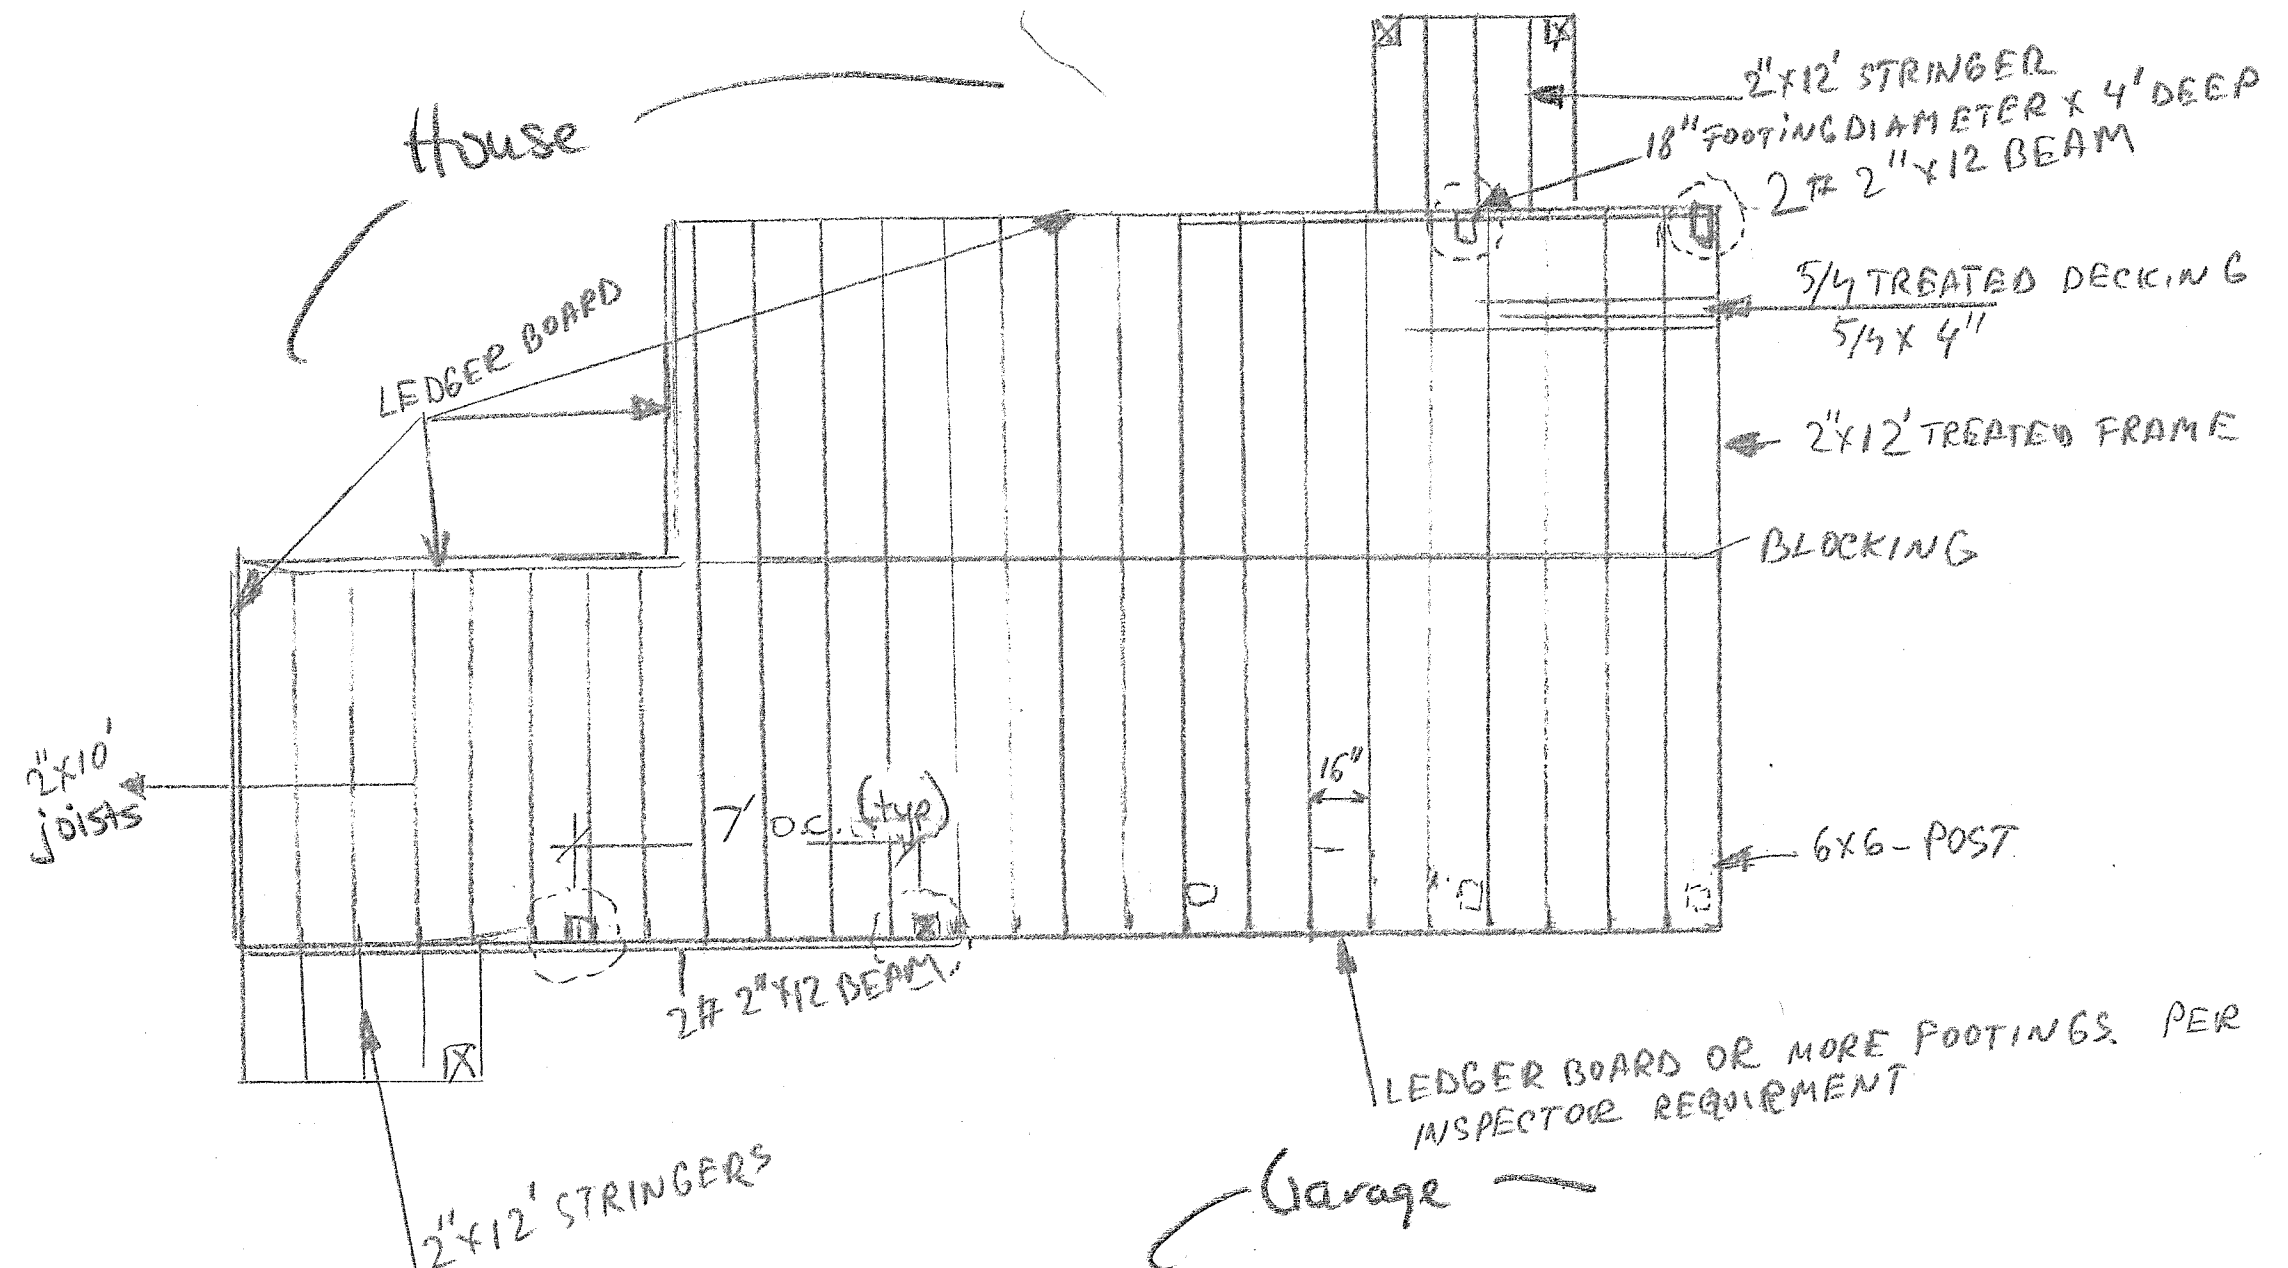 House
2"x12' STRINGER
18" FOOTING DIAMETER x 4' DEEP
2# 2"x12 BEAM
5/4 TREATED DECKING
5/4 x 4"
LEDGER BOARD
2"x12' TREATED FRAME
BLOCKING
2"x10'
joists
7' o.c. (typ)
16"
6x6-POST
2# 2"x12 BEAM.
LEDGER BOARD OR MORE FOOTINGS. PER
INSPECTOR REQUIRMENT
2"x12' STRINGERS
Garage